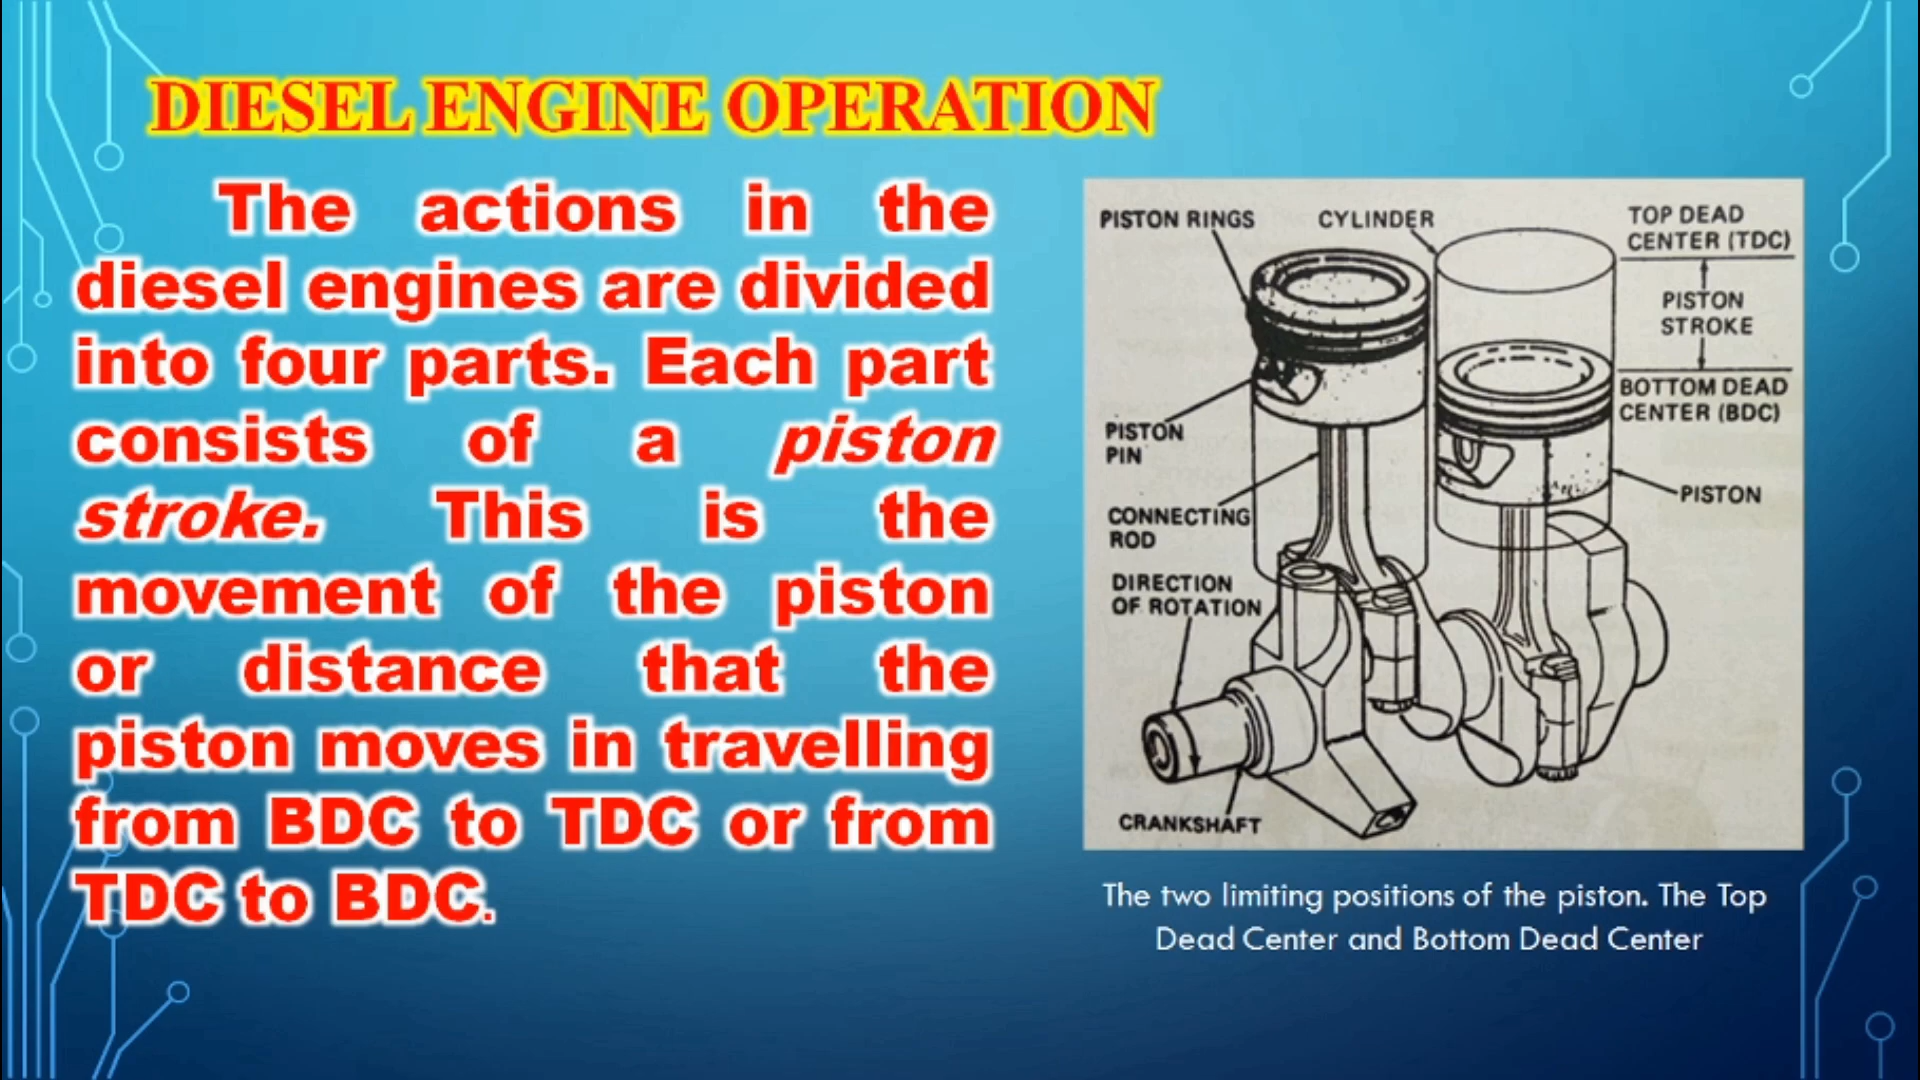 DIESEL ENGINE OPERATION
The actions in the
diesel engines are divided
into four parts. Each part
consists of a piston
stroke. This is the
movement of the piston
or distance that the
piston moves in travelling
from BDC to TDC or from
TDC to BDC.
PISTON RINGS
CYLINDER
TOP DEAD
CENTER (TDC)
PISTON
STROKE
BOTTOM DEAD
CENTER (BDC)
PISTON
PIN
PISTON
CONNECTING
ROD
DIRECTION
OF ROTATION
CRANKSHAFT
The two limiting positions of the piston. The Top
Dead Center and Bottom Dead Center